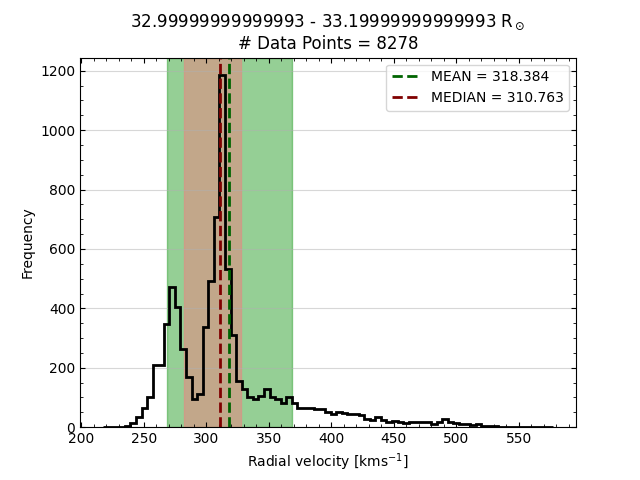 32.99999999999993 - 33.19999999999993 R⊙
# Data Points = 8278
MEAN = 318.384
MEDIAN = 310.763
Frequency
1200
1000
800
600
400
200
0
200 250 300 350 400 450 500 550
Radial velocity [kms⁻¹]